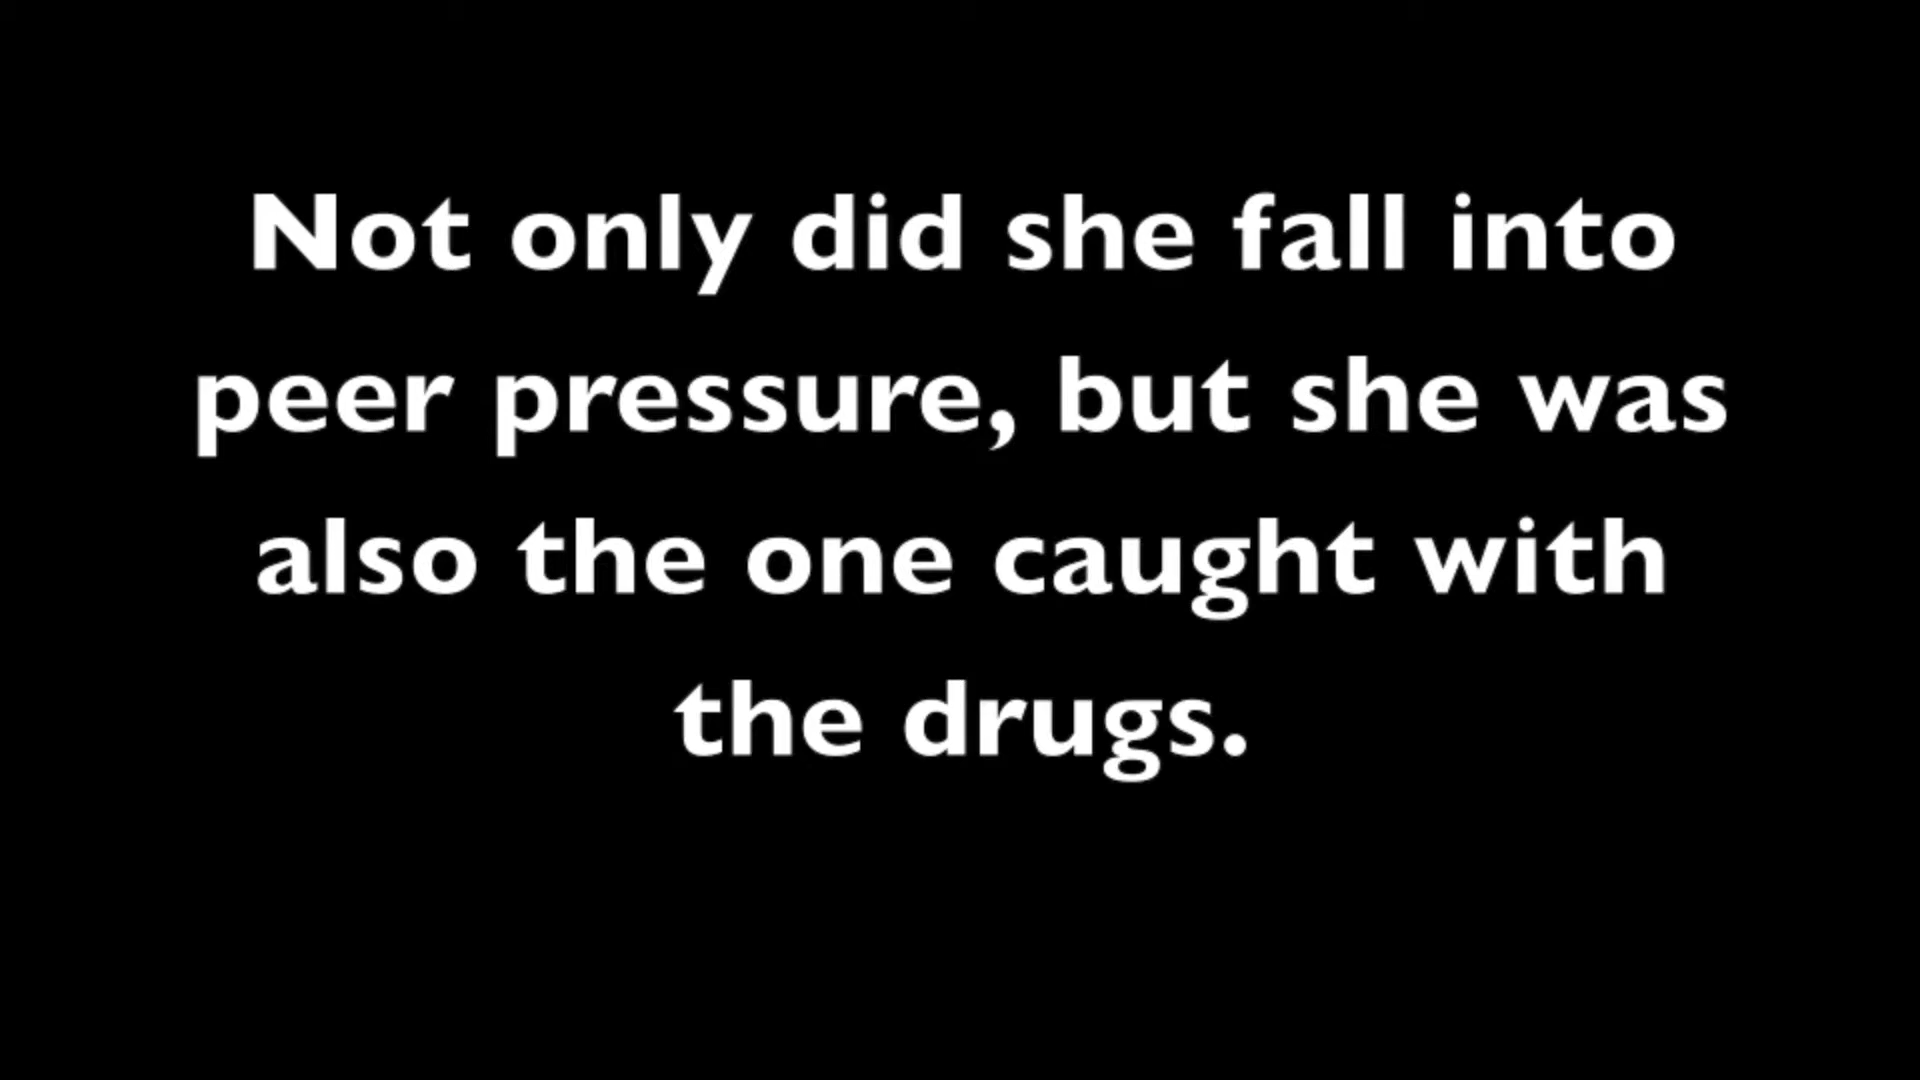 Not only did she fall into
peer pressure, but she was
also the one caught with
the drugs.